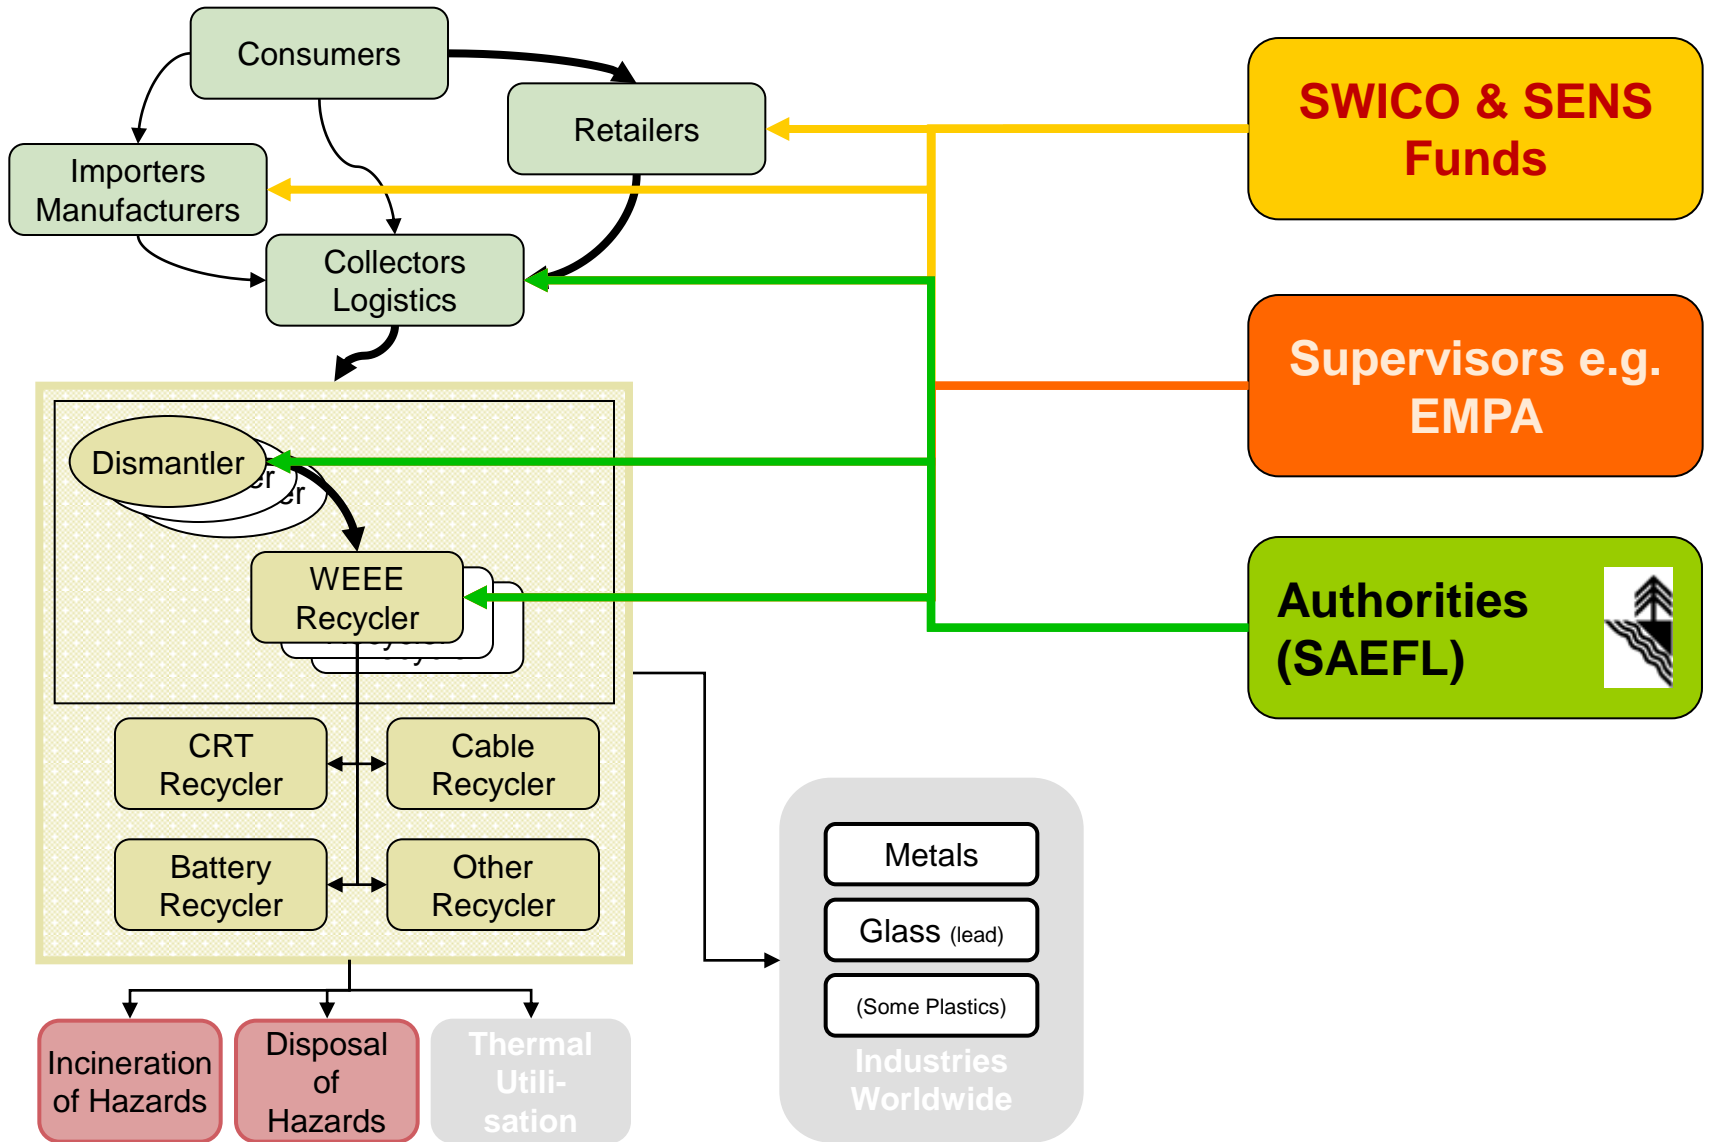 Consumers
Retailers
Importers
Manufacturers
Collectors
Logistics
SWICO & SENS
Funds
Supervisors e.g.
EMPA
Authorities
(SAEFL)
Dismantler
er
er
WEEE
Recycler
CRT
Recycler
Cable
Recycler
Battery
Recycler
Other
Recycler
Metals
Glass (lead)
(Some Plastics)
Industries
Worldwide
Incineration
of Hazards
Disposal
of
Hazards
Thermal
Utili-
sation